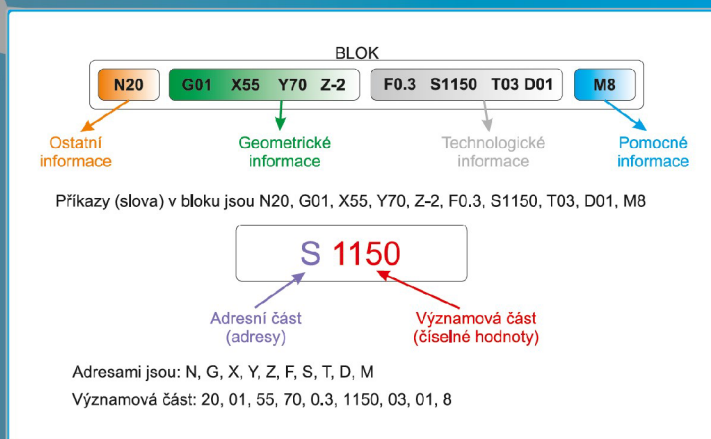 BLOK
N20 G01 X55 Y70 Z-2 F0.3 S1150 T03 D01 M8
Ostatní informace
Geometrické informace
Technologické informace
Pomocné informace
Příkazy (slova) v bloku jsou N20, G01, X55, Y70, Z-2, F0.3, S1150, T03, D01, M8
S 1150
Adresní část
(adresy)
Významová část
(číselné hodnoty)
Adresami jsou: N, G, X, Y, Z, F, S, T, D, M
Významová část: 20, 01, 55, 70, 0.3, 1150, 03, 01, 8